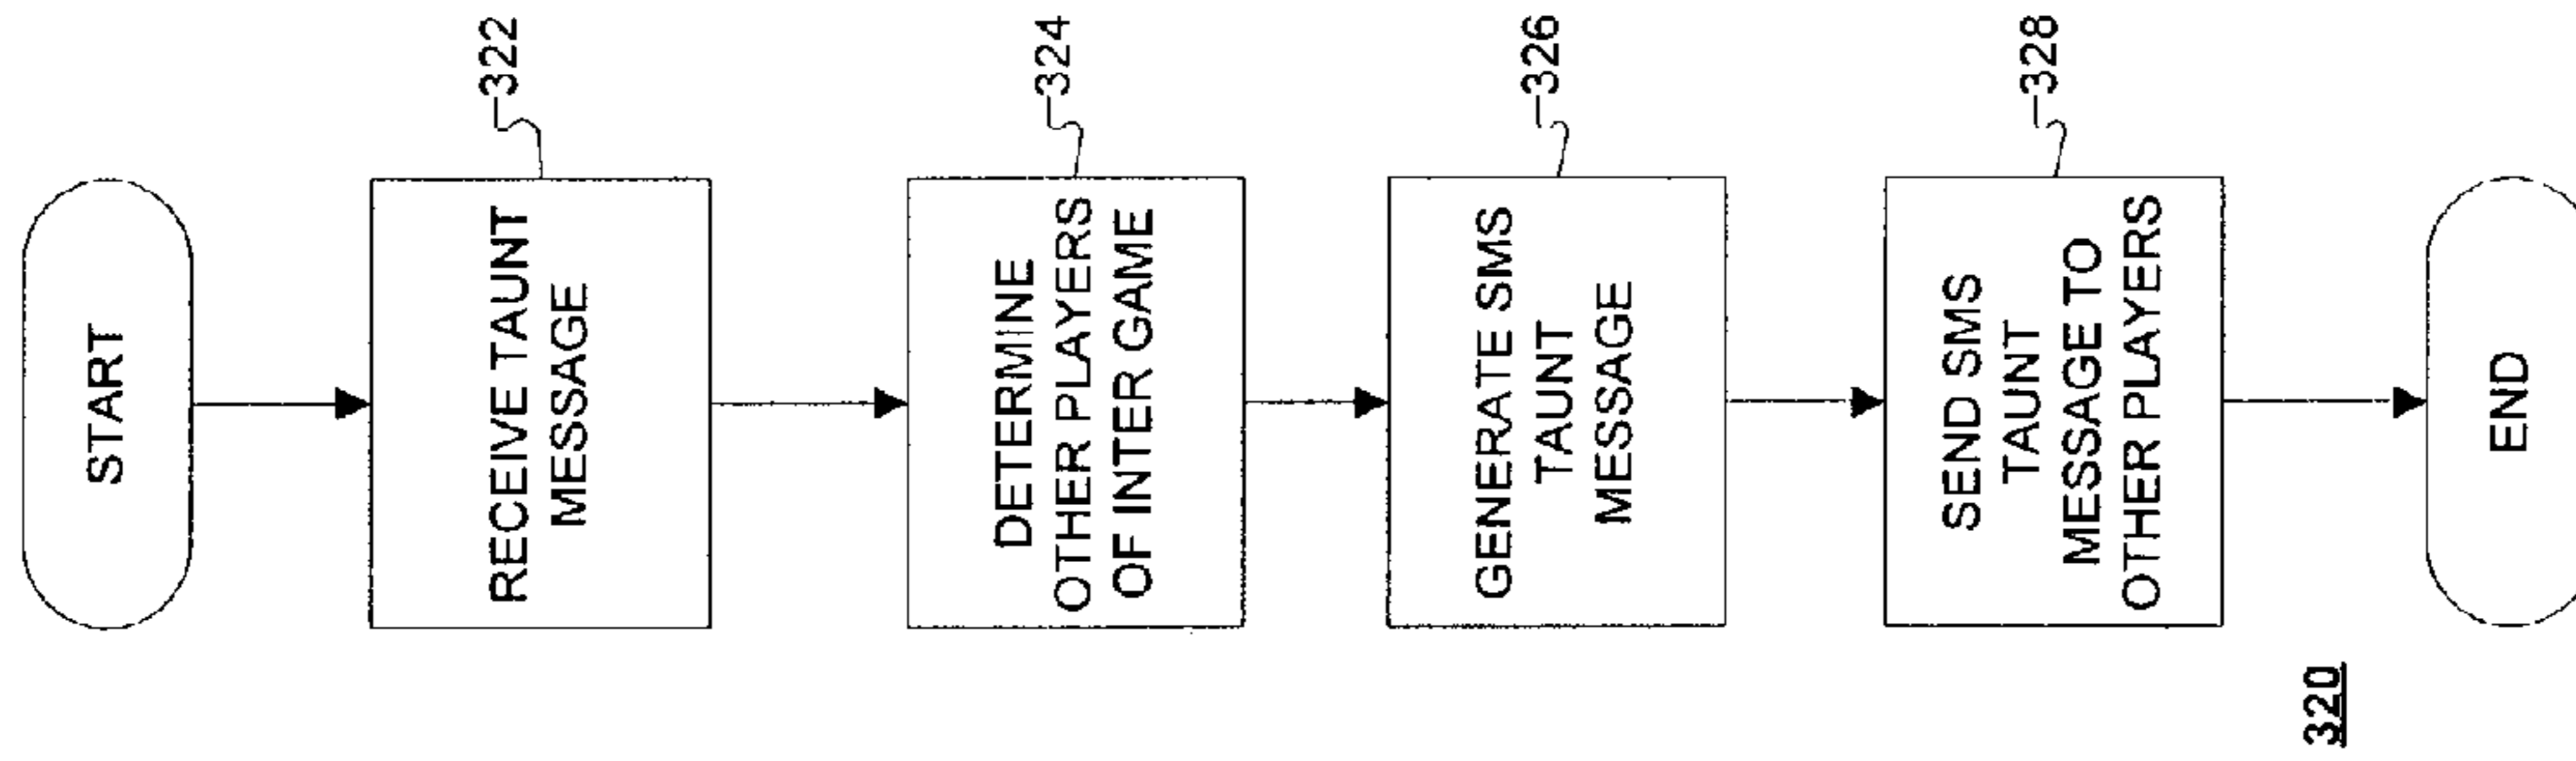 START
RECEIVE TAUNT
MESSAGE
322
DETERMINE
OTHER PLAYERS
OF INTER GAME
324
GENERATE SMS
TAUNT
MESSAGE
326
SEND SMS
TAUNT
MESSAGE TO
OTHER PLAYERS
328
END
320